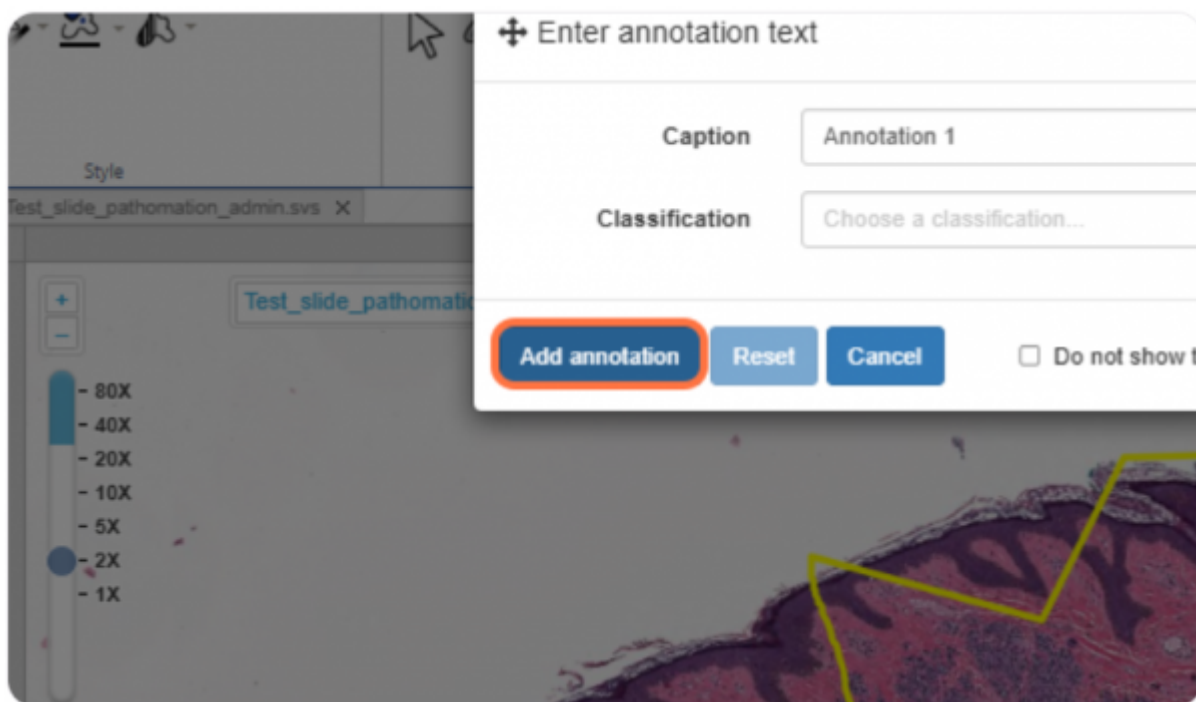 Enter annotation text
Caption
Annotation 1
Classification
Choose a classification...
Add annotation
Reset
Cancel
Do not show t
Style
Test_slide_pathomation_admin.svs X
+
Test_slide_pathomatic
−
- 80X
- 40X
- 20X
- 10X
- 5X
- 2X
- 1X